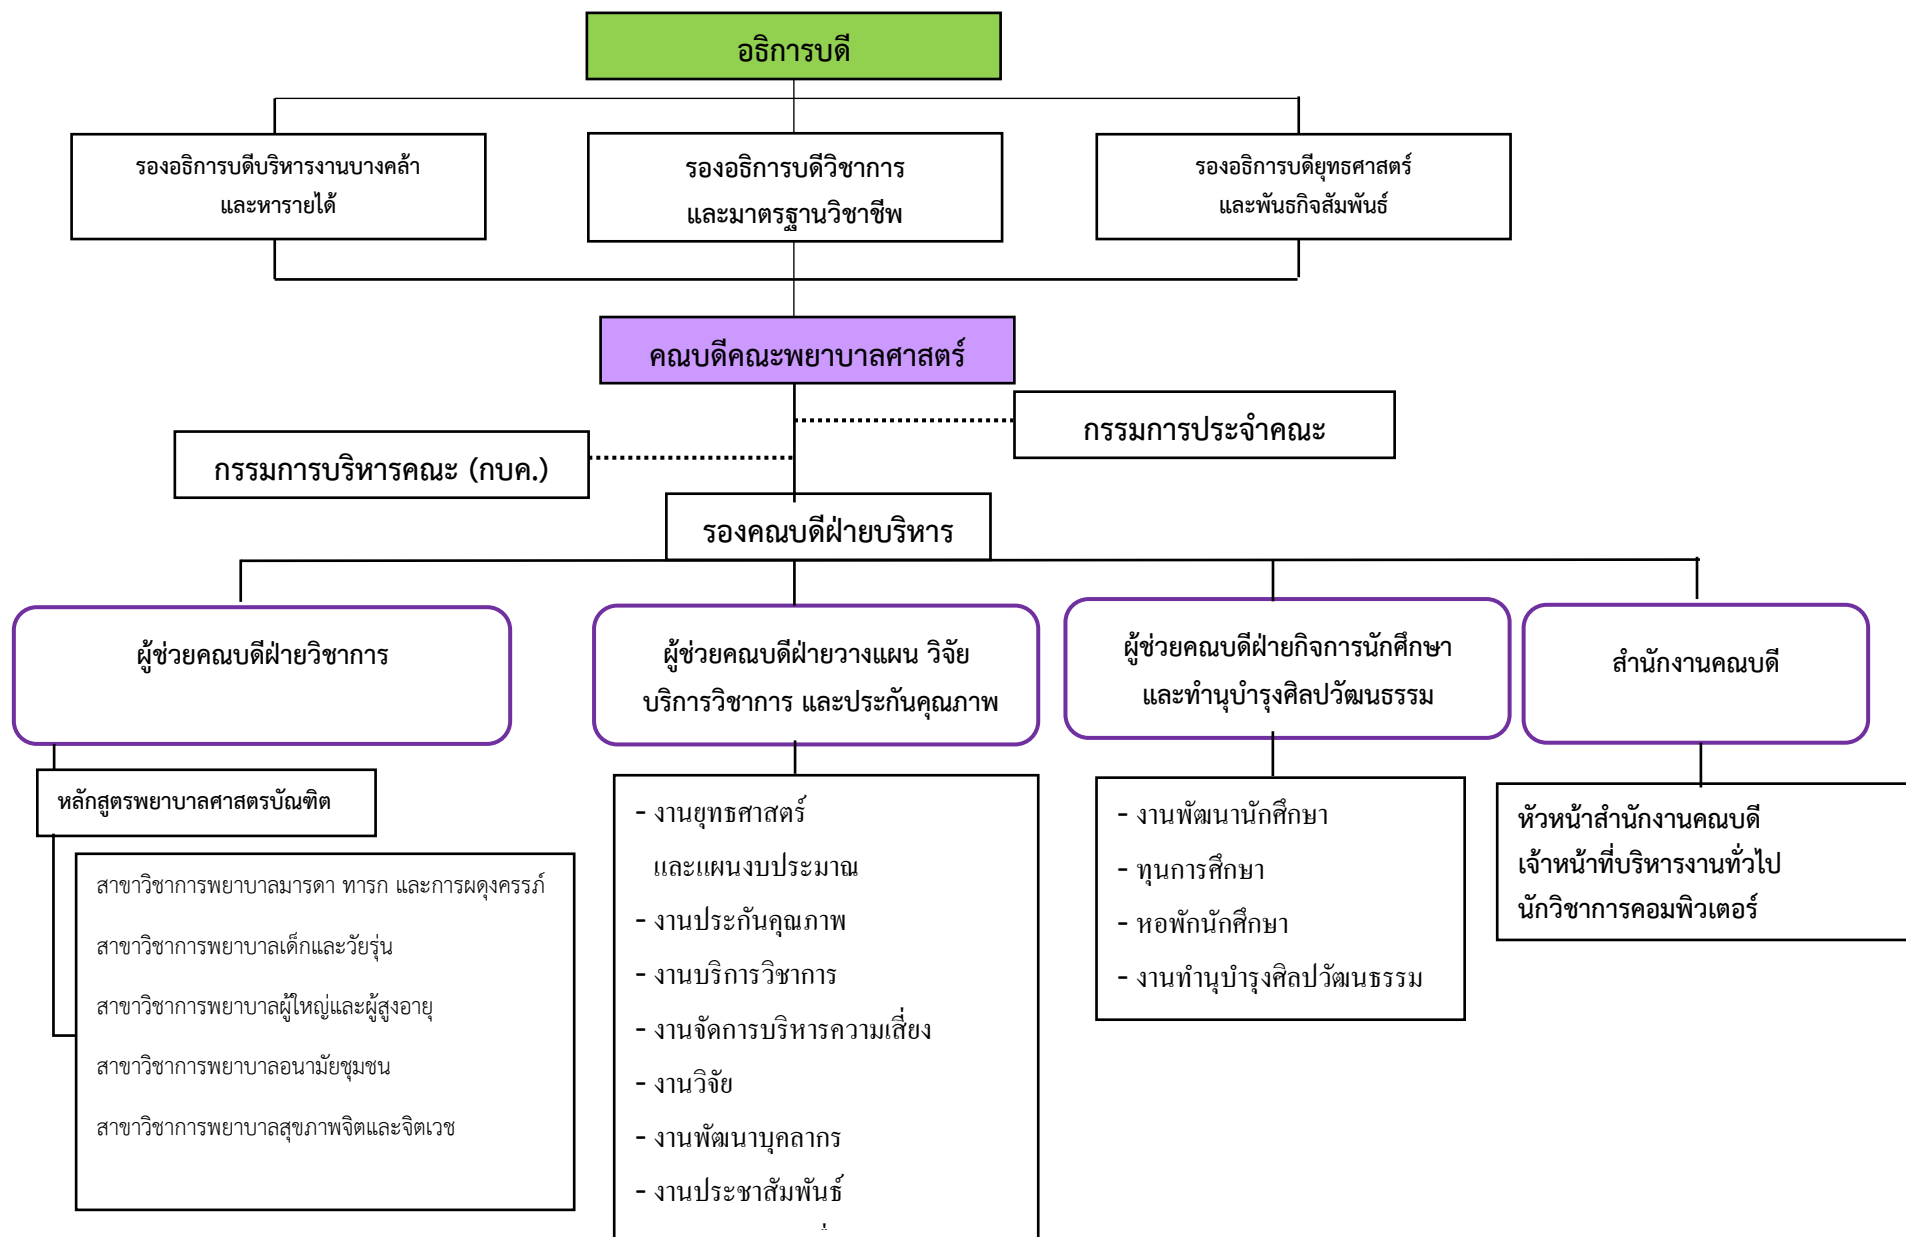 อธิการบดี
รองอธิการบดีบริหารงานบางคล้า
และหารายได้
รองอธิการบดีวิชาการ
และมาตรฐานวิชาชีพ
รองอธิการบดียุทธศาสตร์
และพันธกิจสัมพันธ์
คณบดีคณะพยาบาลศาสตร์
กรรมการประจำคณะ
กรรมการบริหารคณะ (กบค.)
รองคณบดีฝ่ายบริหาร
ผู้ช่วยคณบดีฝ่ายวิชาการ
ผู้ช่วยคณบดีฝ่ายวางแผน วิจัย
บริการวิชาการ และประกันคุณภาพ
ผู้ช่วยคณบดีฝ่ายกิจการนักศึกษา
และทำนุบำรุงศิลปวัฒนธรรม
สำนักงานคณบดี
หลักสูตรพยาบาลศาสตรบัณฑิต
สาขาวิชาการพยาบาลมารดา ทารก และการผดุงครรภ์
สาขาวิชาการพยาบาลเด็กและวัยรุ่น
สาขาวิชาการพยาบาลผู้ใหญ่และผู้สูงอายุ
สาขาวิชาการพยาบาลอนามัยชุมชน
สาขาวิชาการพยาบาลสุขภาพจิตและจิตเวช
- งานยุทธศาสตร์
และแผนงบประมาณ
- งานประกันคุณภาพ
- งานบริการวิชาการ
- งานจัดการบริหารความเสี่ยง
- งานวิจัย
- งานพัฒนาบุคลากร
- งานประชาสัมพันธ์
- งานพัฒนานักศึกษา
- ทุนการศึกษา
- หอพักนักศึกษา
- งานทำนุบำรุงศิลปวัฒนธรรม
หัวหน้าสำนักงานคณบดี
เจ้าหน้าที่บริหารงานทั่วไป
นักวิชาการคอมพิวเตอร์